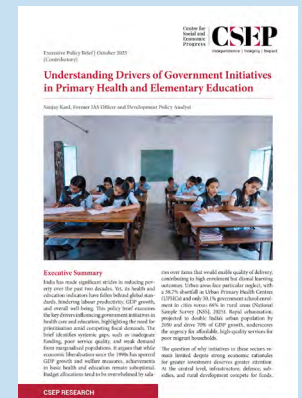 Centre for
Social and
Economic
Progress
CSEP
Independence | Integrity | Impact
Executive Policy Brief | October 2025
[Contributory]
Understanding Drivers of Government Initiatives
in Primary Health and Elementary Education
Sanjay Kaul, Former IAS Officer and Development Policy Analyst
Executive Summary
India has made significant strides in reducing pov-
erty over the past two decades. Yet, its health and
education indicators have fallen behind global stan-
dards, hindering labour productivity, GDP growth,
and overall well-being. This policy brief examines
the key drivers influencing government initiatives in
health care and education, highlighting the need for
prioritisation amid competing fiscal demands. The
brief identifies systemic gaps, such as inadequate
funding, poor service quality, and weak demand
from marginalised populations. It argues that while
economic liberalisation since the 1990s has spurred
GDP growth and welfare measures, achievements
in basic health and education remain suboptimal.
Budget allocations tend to be overwhelmed by sala-
ries over items that would enable quality of delivery,
contributing to high enrolment but dismal learning
outcomes. Urban areas face particular neglect, with
a 36.7% shortfall in Urban Primary Health Centres
(UPHCs) and only 30.1% government school enrol-
ment in cities versus 66% in rural areas (National
Sample Survey [NSS], 2025). Rapid urbanisation,
projected to double India's urban population by
2050 and drive 70% of GDP growth, underscores
the urgency for affordable, high-quality services for
poor migrant households.
The question of why initiatives in these sectors re-
main limited despite strong economic rationales
for greater investment deserves greater attention.
At the central level, infrastructure, defence, sub-
sidies, and rural development compete for funds,
CSEP RESEARCH